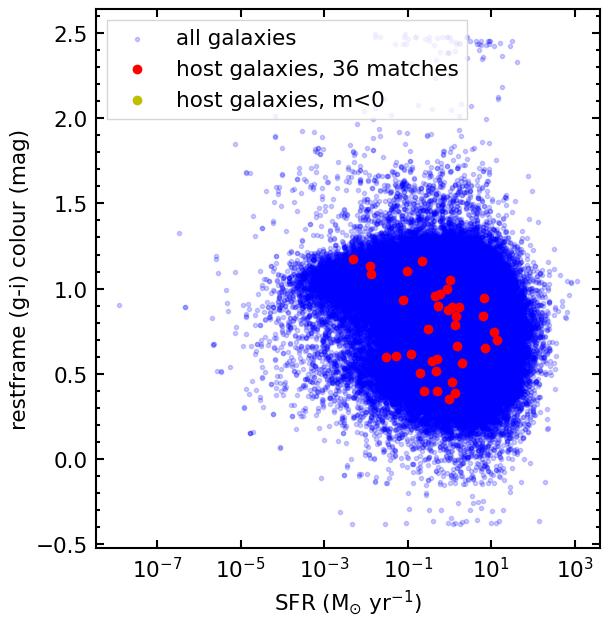 all galaxies
host galaxies, 36 matches
host galaxies, m<0
2.5
2.0
1.5
1.0
0.5
0.0
−0.5
restframe (g-i) colour (mag)
10⁻⁷ 10⁻⁵ 10⁻³ 10⁻¹ 10¹ 10³
SFR (M☉ yr⁻¹)